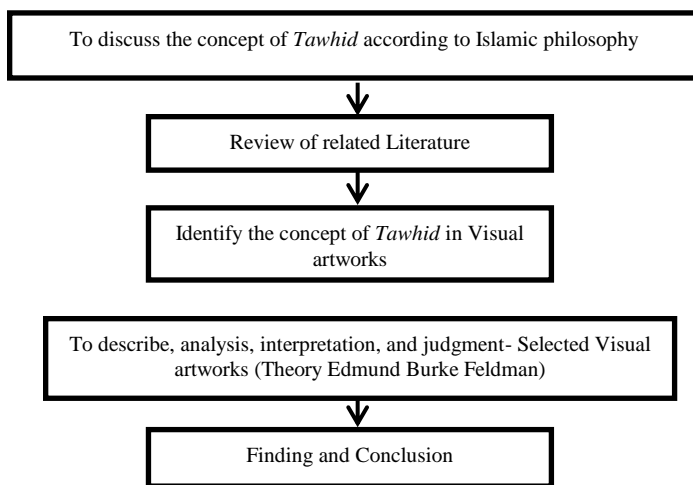 To discuss the concept of Tawhid according to Islamic philosophy
Review of related Literature
Identify the concept of Tawhid in Visual
artworks
To describe, analysis, interpretation, and judgment- Selected Visual
artworks (Theory Edmund Burke Feldman)
Finding and Conclusion